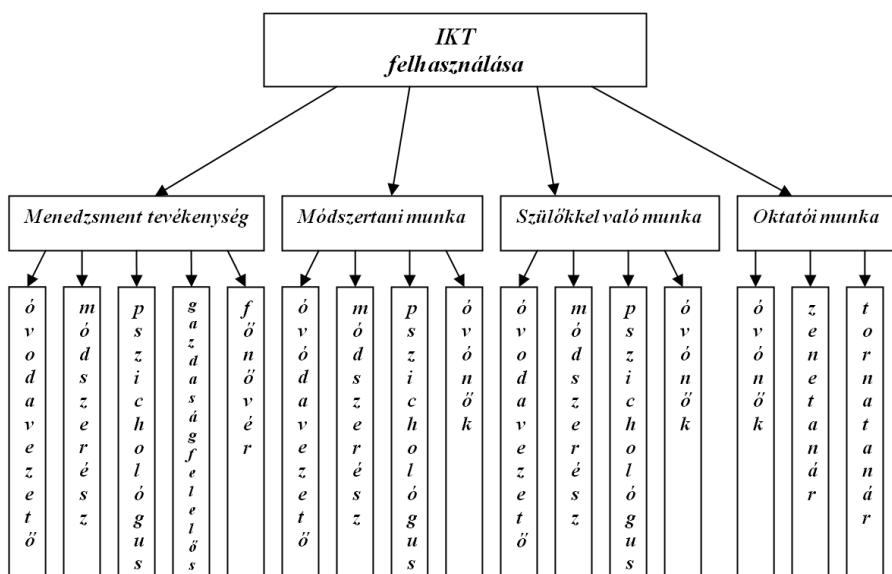 IKT
felhasználása
Menedzsment tevékenység
Módszertani munka
Szülőkkel való munka
Oktatói munka
óvodavezető
módszerész
pszichológus
gazdaságfelelős
főnővér
óvódavezető
módszerész
pszichológus
óvónők
óvodavezető
módszerész
pszichológus
óvónők
óvónők
zenetanár
tornatanár